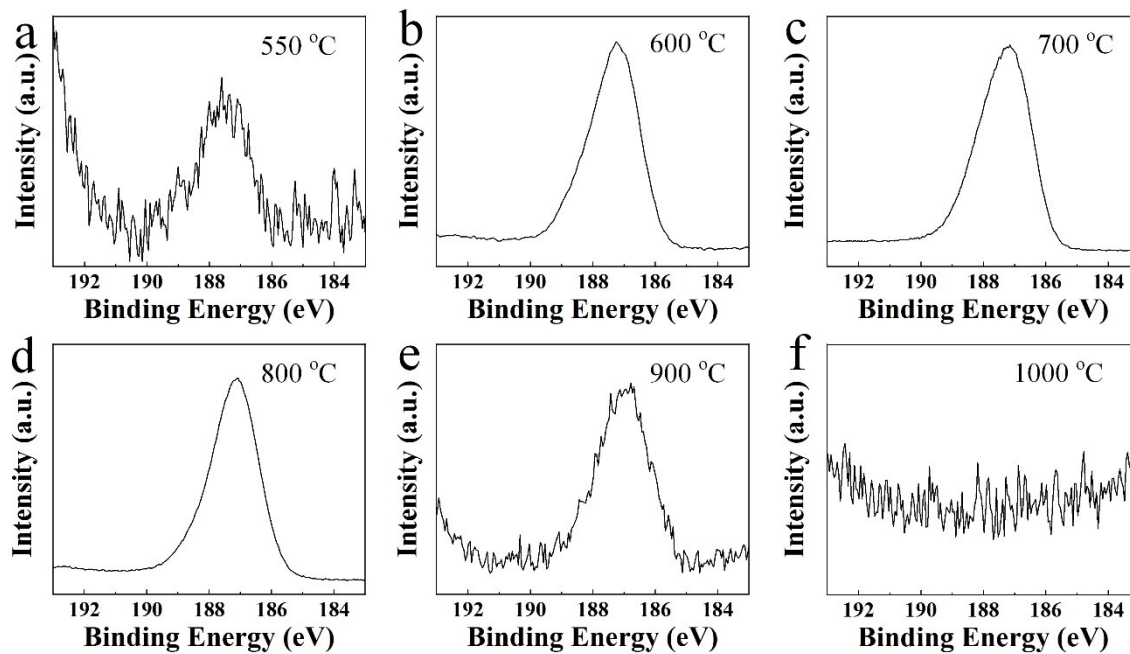 a
550 °C
Intensity (a.u.)
192 190 188 186 184
Binding Energy (eV)
b
600 °C
Intensity (a.u.)
192 190 188 186 184
Binding Energy (eV)
c
700 °C
Intensity (a.u.)
192 190 188 186 184
Binding Energy (eV)
d
800 °C
Intensity (a.u.)
192 190 188 186 184
Binding Energy (eV)
e
900 °C
Intensity (a.u.)
192 190 188 186 184
Binding Energy (eV)
f
1000 °C
Intensity (a.u.)
192 190 188 186 184
Binding Energy (eV)